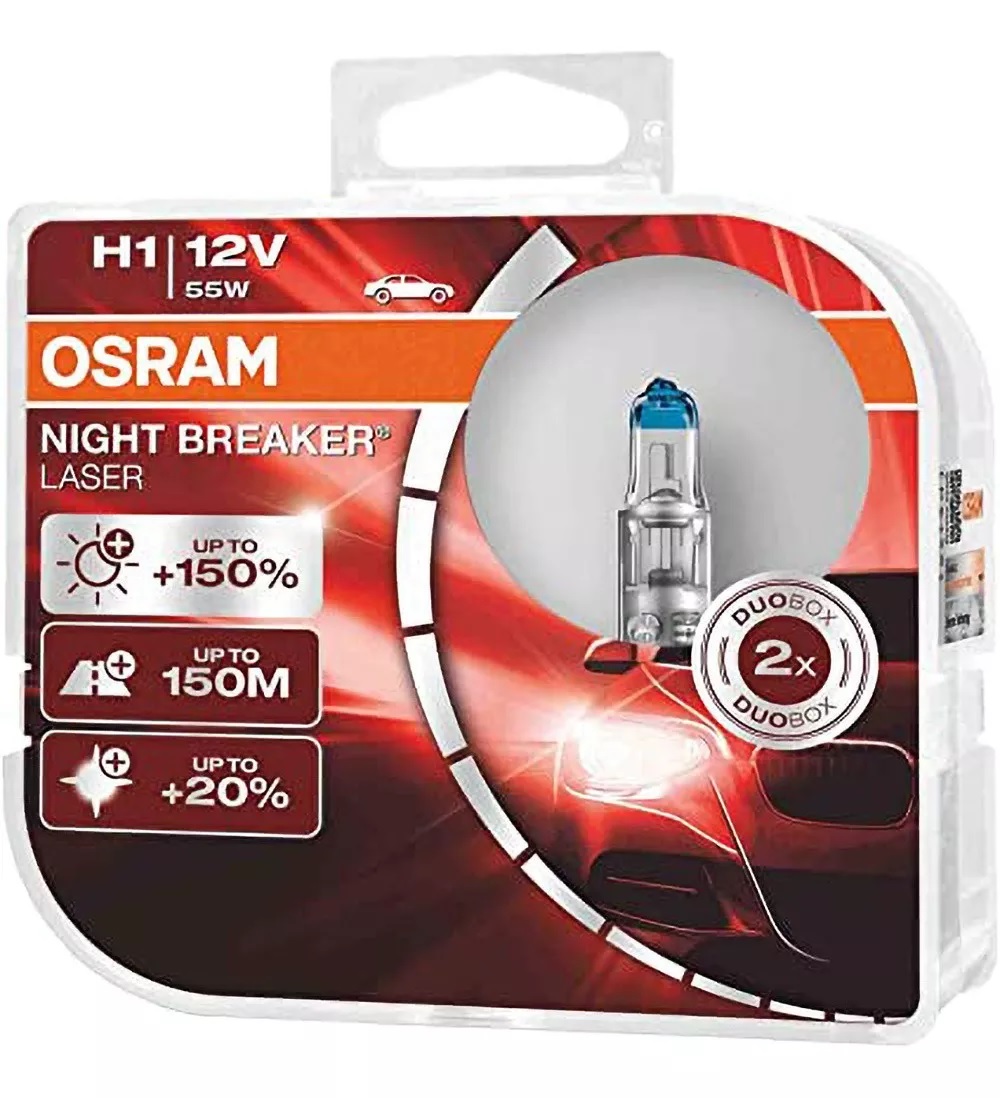 H1 | 12V
55W
OSRAM
NIGHT BREAKER®
LASER
UP TO
+150%
UP TO
150M
UP TO
+20%
DUOBOX
2x
DUOBOX